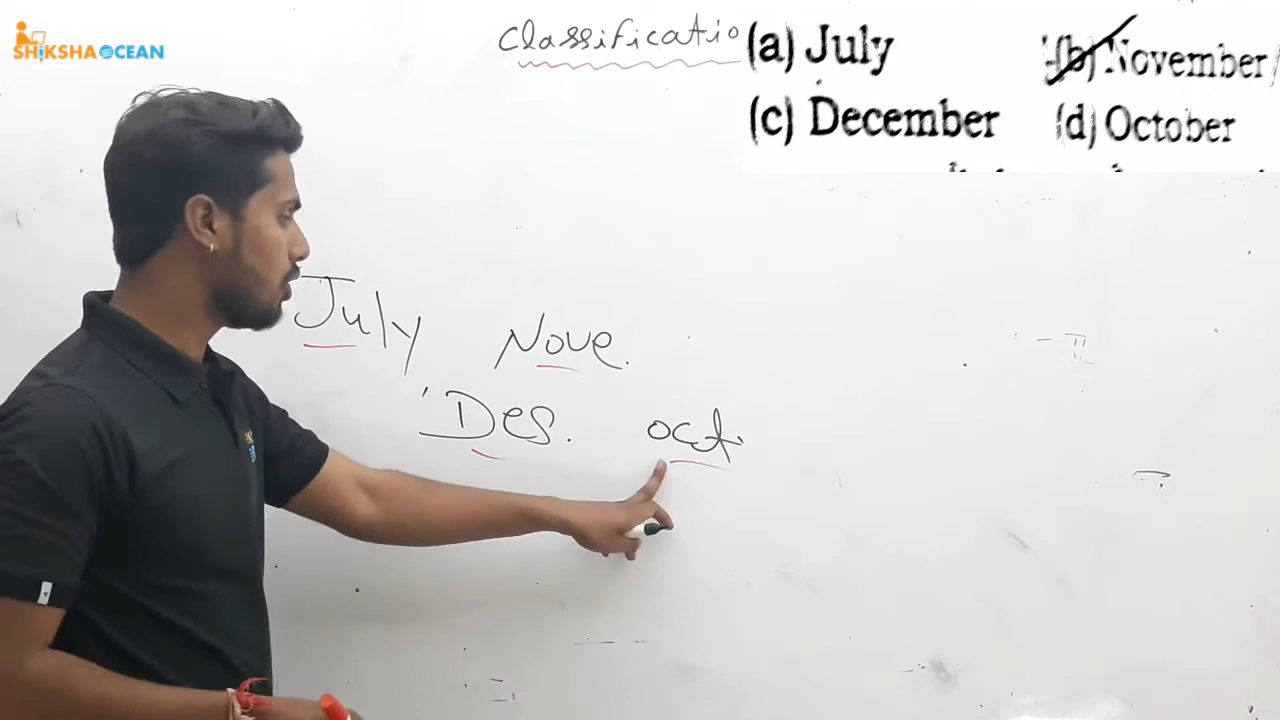 SHIKSHA OCEAN
Classificatio
(a) July (b) November
(c) December (d) October
July Nove.
Des. oct.